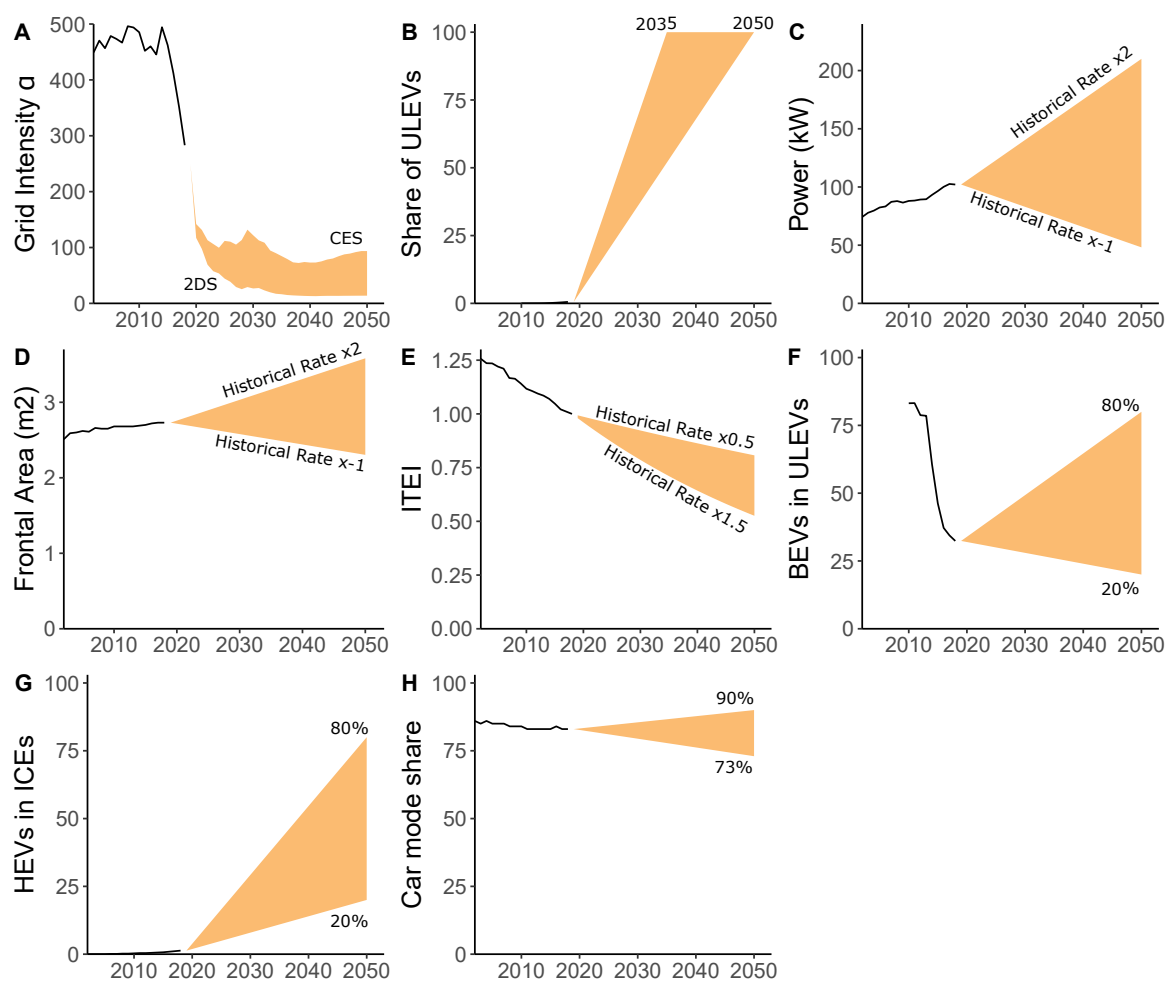 A
Grid Intensity α
500
400
300
200
100
0
CES
2DS
2010 2020 2030 2040 2050
B
Share of ULEVs
100
75
50
25
0
2035
2050
2010 2020 2030 2040 2050
C
Power (kW)
200
150
100
50
0
Historical Rate x2
Historical Rate x-1
2010 2020 2030 2040 2050
D
Frontal Area (m2)
3
2
1
0
Historical Rate x2
Historical Rate x-1
2010 2020 2030 2040 2050
E
ITEI
1.25
1.00
0.75
0.50
0.25
0.00
Historical Rate x0.5
Historical Rate x1.5
2010 2020 2030 2040 2050
F
BEVs in ULEVs
100
75
50
25
0
80%
20%
2010 2020 2030 2040 2050
G
HEVs in ICEs
100
75
50
25
0
80%
20%
2010 2020 2030 2040 2050
H
Car mode share
100
75
50
25
0
90%
73%
2010 2020 2030 2040 2050